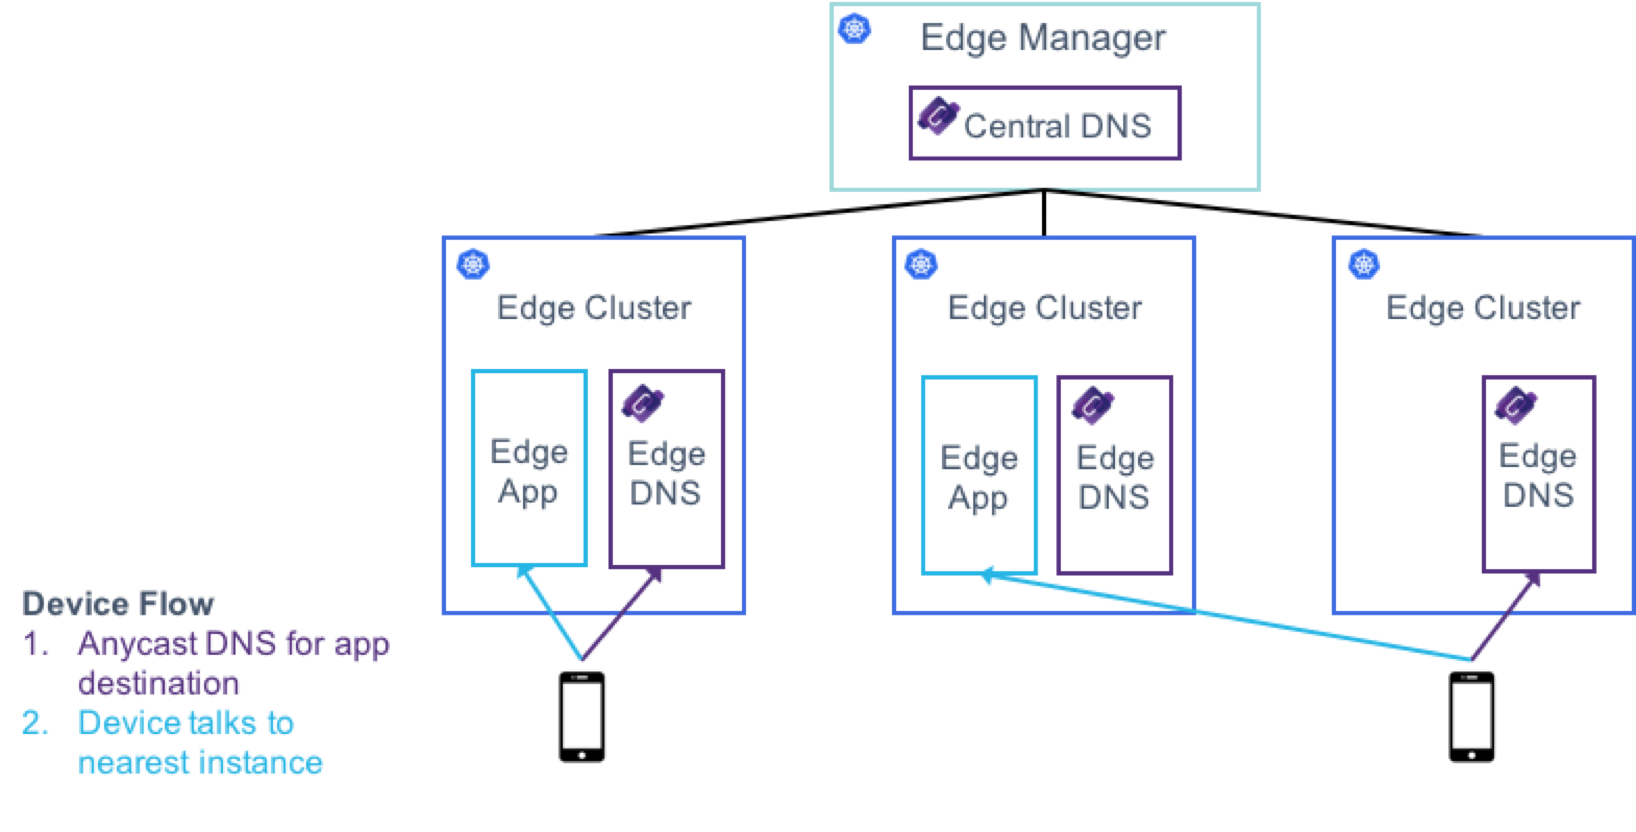 Edge Manager
Central DNS
Edge Cluster
Edge
App
Edge
DNS
Edge Cluster
Edge
App
Edge
DNS
Edge Cluster
Edge
DNS
Device Flow
1. Anycast DNS for app
destination
2. Device talks to
nearest instance